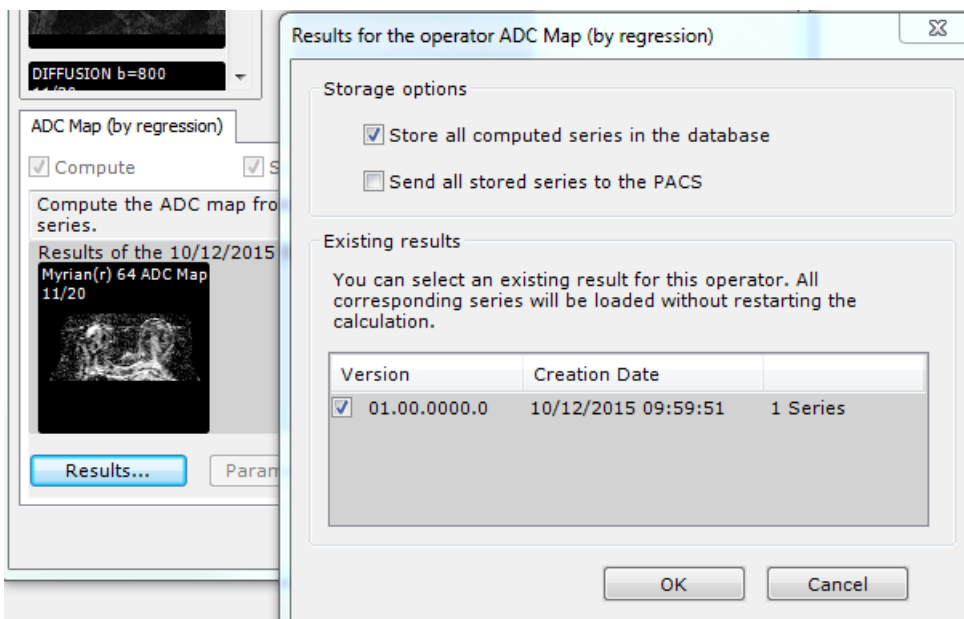 DIFFUSION b=800
ADC Map (by regression)
Compute
S
Compute the ADC map fro
series.
Results of the 10/12/2015
Myrian(r) 64 ADC Map
11/20
Results...
Param
Results for the operator ADC Map (by regression)
Storage options
Store all computed series in the database
Send all stored series to the PACS
Existing results
You can select an existing result for this operator. All
corresponding series will be loaded without restarting the
calculation.
Version Creation Date
01.00.0000.0 10/12/2015 09:59:51 1 Series
OK Cancel